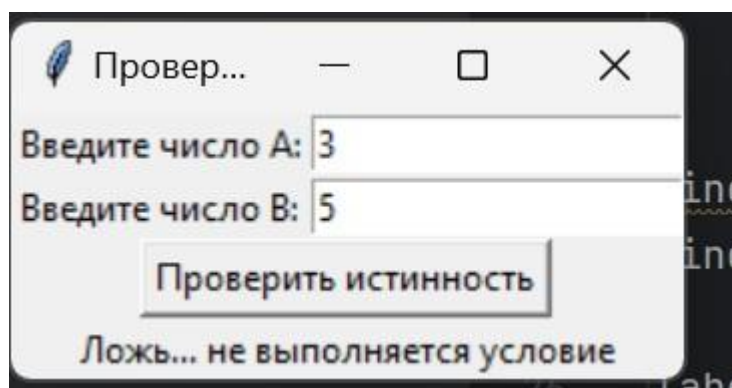 Провер...
Введите число A: 3
Введите число B: 5
Проверить истинность
Ложь... не выполняется условие